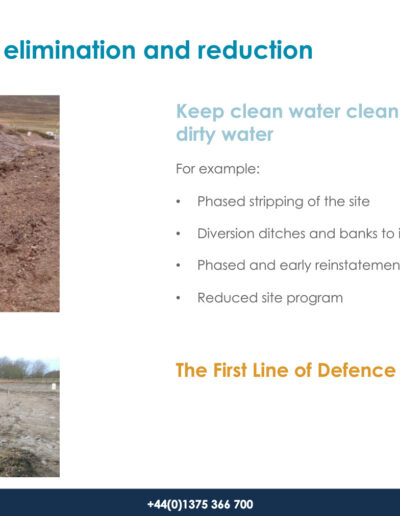 elimination and reduction
Keep clean water clean
dirty water
For example:
• Phased stripping of the site
• Diversion ditches and banks to i
• Phased and early reinstatemen
• Reduced site program
The First Line of Defence
+44(0)1375 366 700